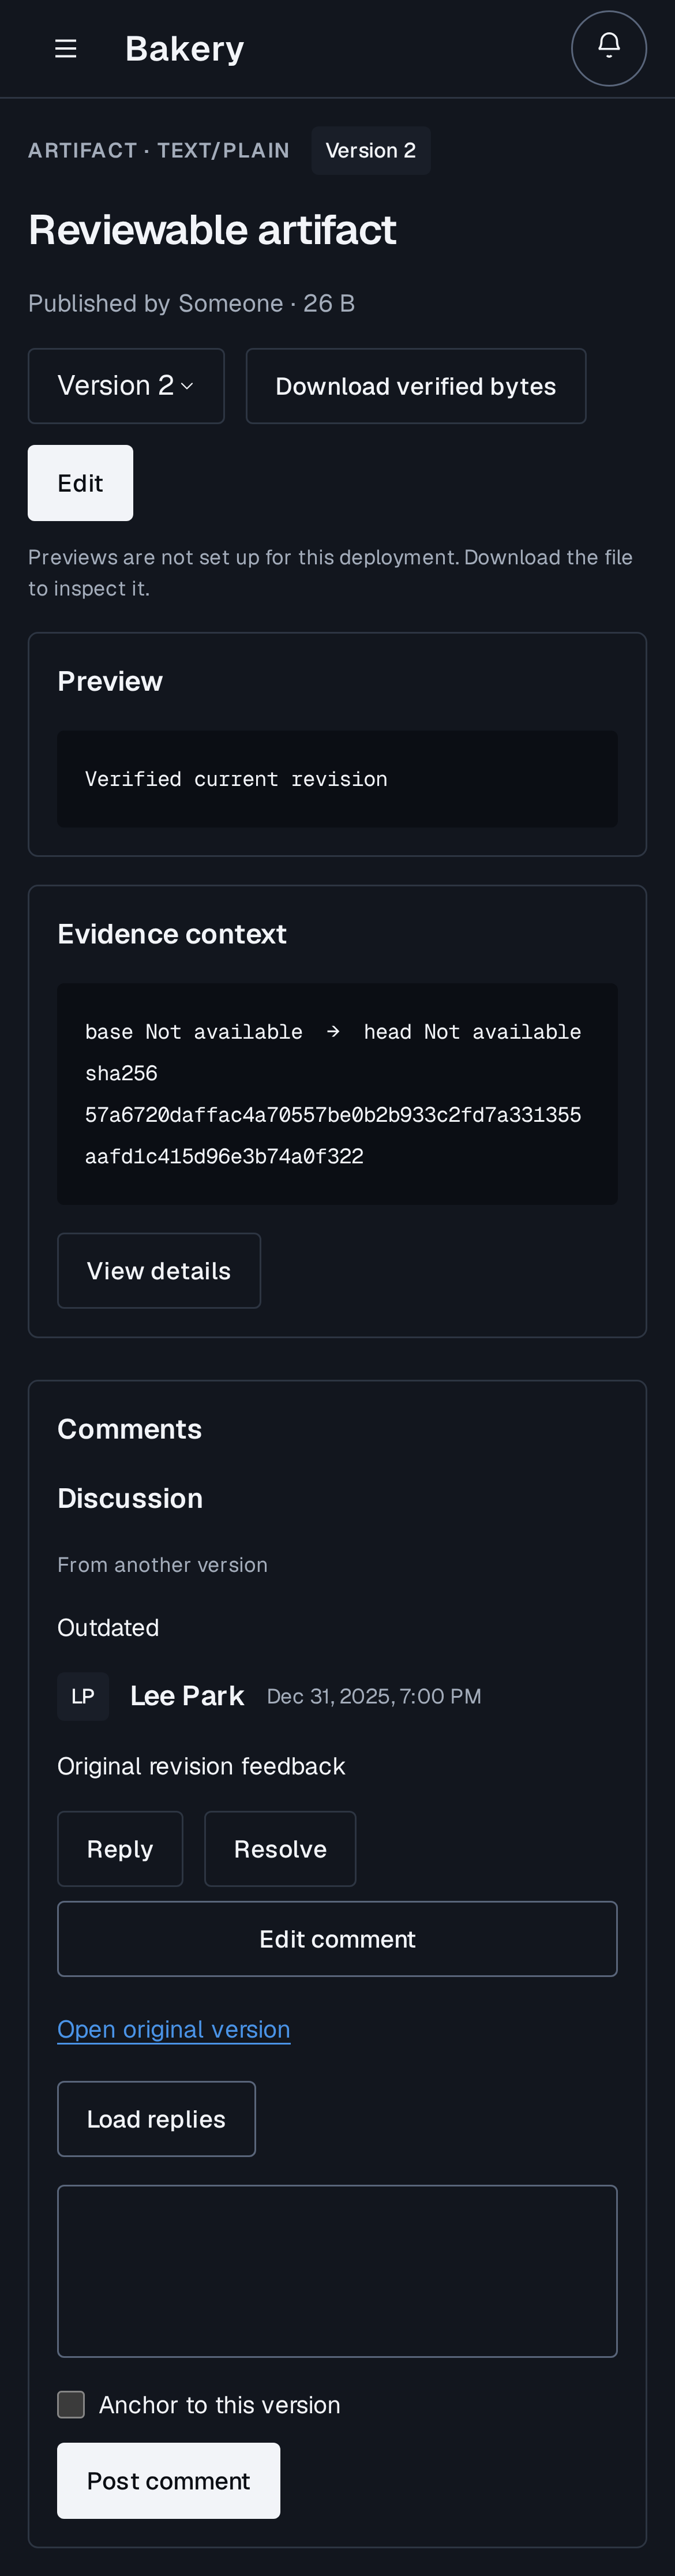 Bakery
ARTIFACT · TEXT/PLAIN Version 2
Reviewable artifact
Published by Someone · 26 B
Version 2 Download verified bytes
Edit
Previews are not set up for this deployment. Download the file
to inspect it.
Preview
Verified current revision
Evidence context
base Not available → head Not available
sha256
57a6720daffac4a70557be0b2b933c2fd7a331355
aafd1c415d96e3b74a0f322
View details
Comments
Discussion
From another version
Outdated
LP Lee Park Dec 31, 2025, 7:00 PM
Original revision feedback
Reply Resolve
Edit comment
Open original version
Load replies
Anchor to this version
Post comment